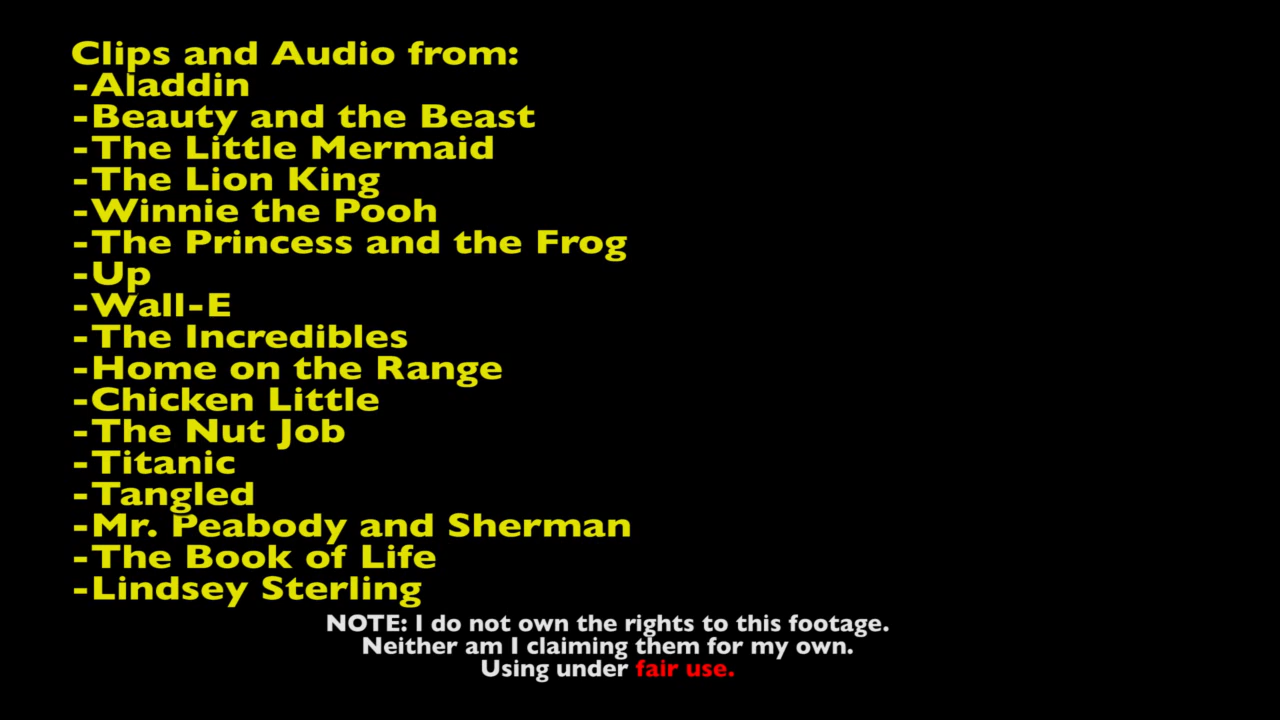 Clips and Audio from:
-Aladdin
-Beauty and the Beast
-The Little Mermaid
-The Lion King
-Winnie the Pooh
-The Princess and the Frog
-Up
-Wall-E
-The Incredibles
-Home on the Range
-Chicken Little
-The Nut Job
-Titanic
-Tangled
-Mr. Peabody and Sherman
-The Book of Life
-Lindsey Sterling
NOTE: I do not own the rights to this footage.
Neither am I claiming them for my own.
Using under fair use.